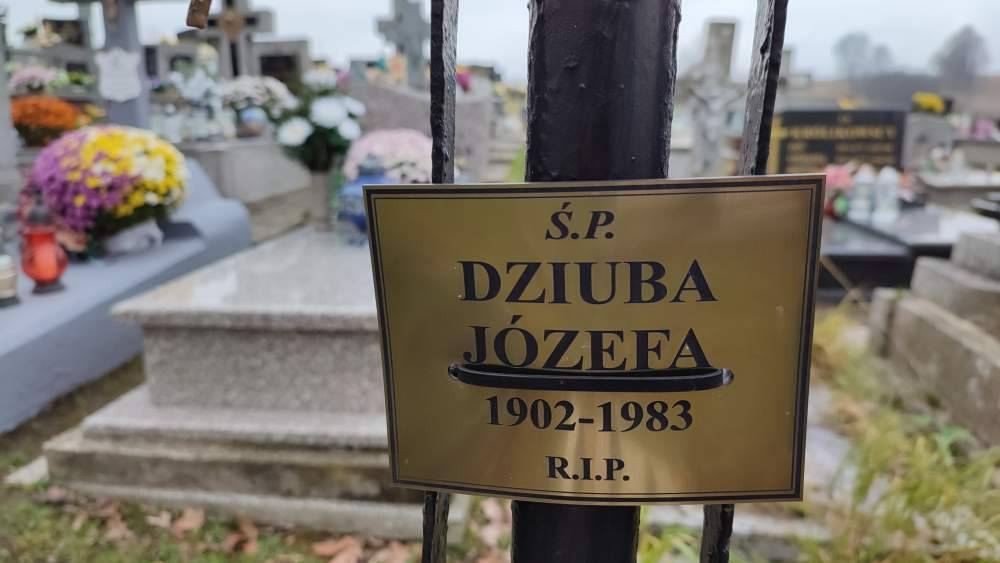 Ś.P.
DZIUBA
JÓZEFA
1902-1983
R.I.P.